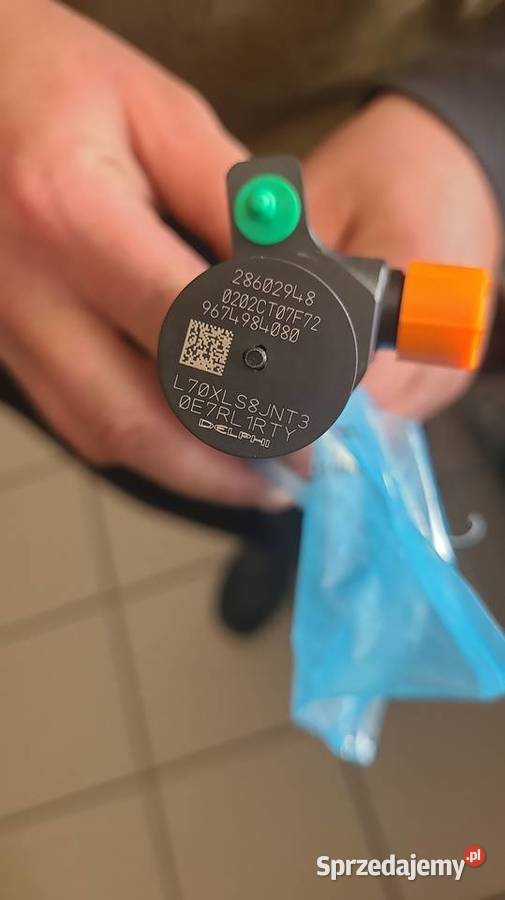 28602948
0202CT07F72
9674984080
L70XLS8JNT3
0E7RL1RTY
DELPHI
Sprzedajemy.pl